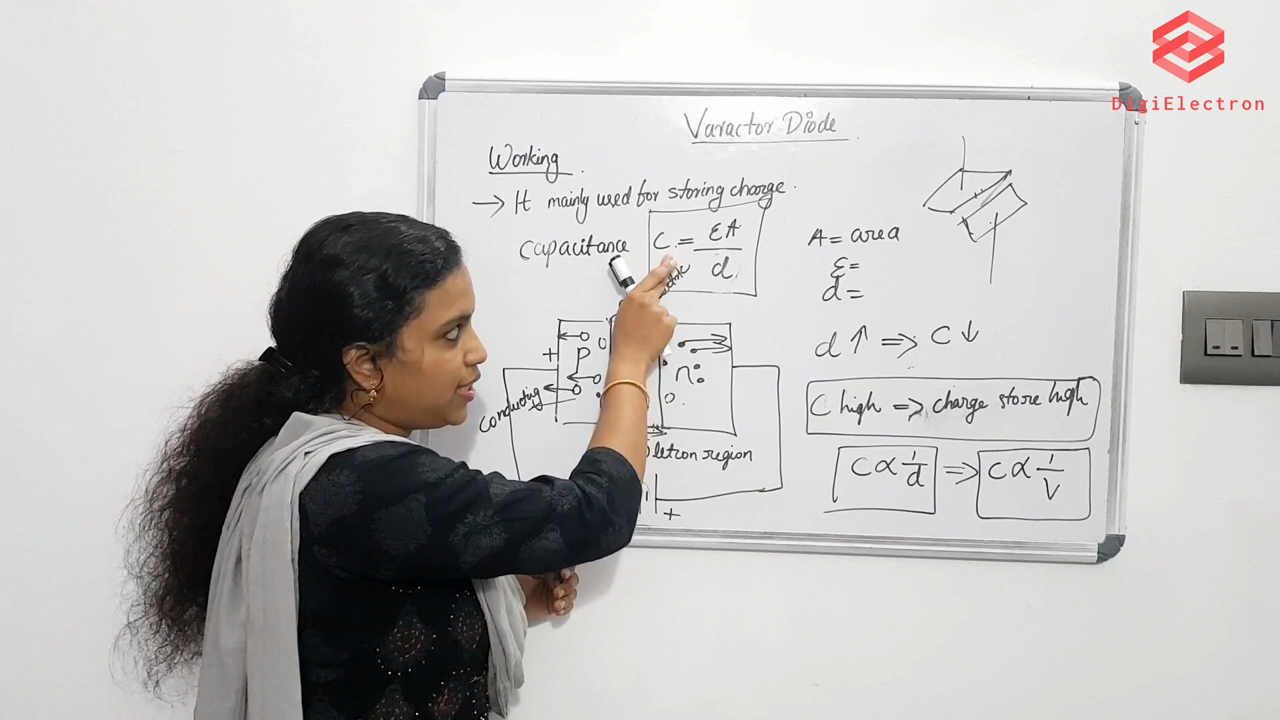 DigiElectron
Varactor Diode
Working
→ It mainly used for storing charge.
capacitance C = εA / d
A = area
ε =
d =
d ↑ => C ↓
+ P n
conducting
region
+
C high => charge store high
C ∝ 1/d => C ∝ 1/V